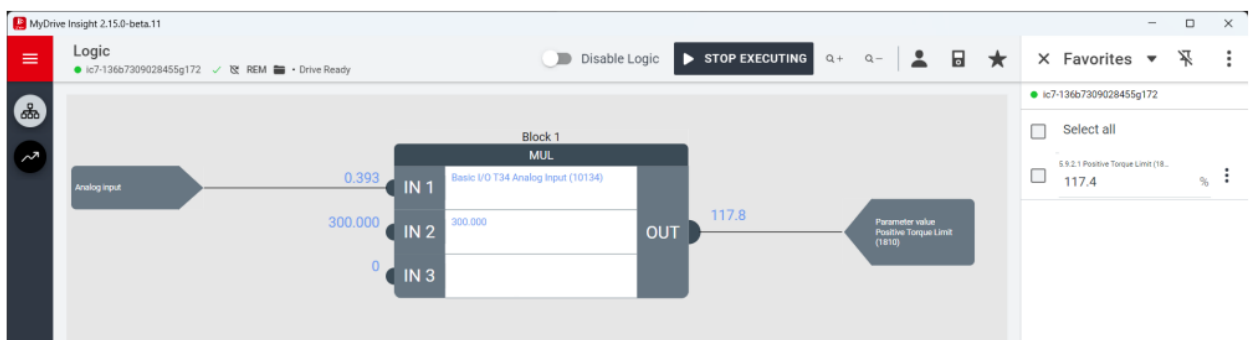 MyDrive Insight 2.15.0-beta.11
Logic
ic7-136b7309028455g172 REM • Drive Ready
Disable Logic
STOP EXECUTING
Favorites
ic7-136b7309028455g172
Select all
5.9.2.1 Positive Torque Limit (18...
117.4 %
Block 1
MUL
Analog input
0.393
IN 1
Basic I/O T34 Analog Input (10134)
300.000
IN 2
300.000
0
IN 3
OUT
117.8
Parameter value
Positive Torque Limit
(1810)